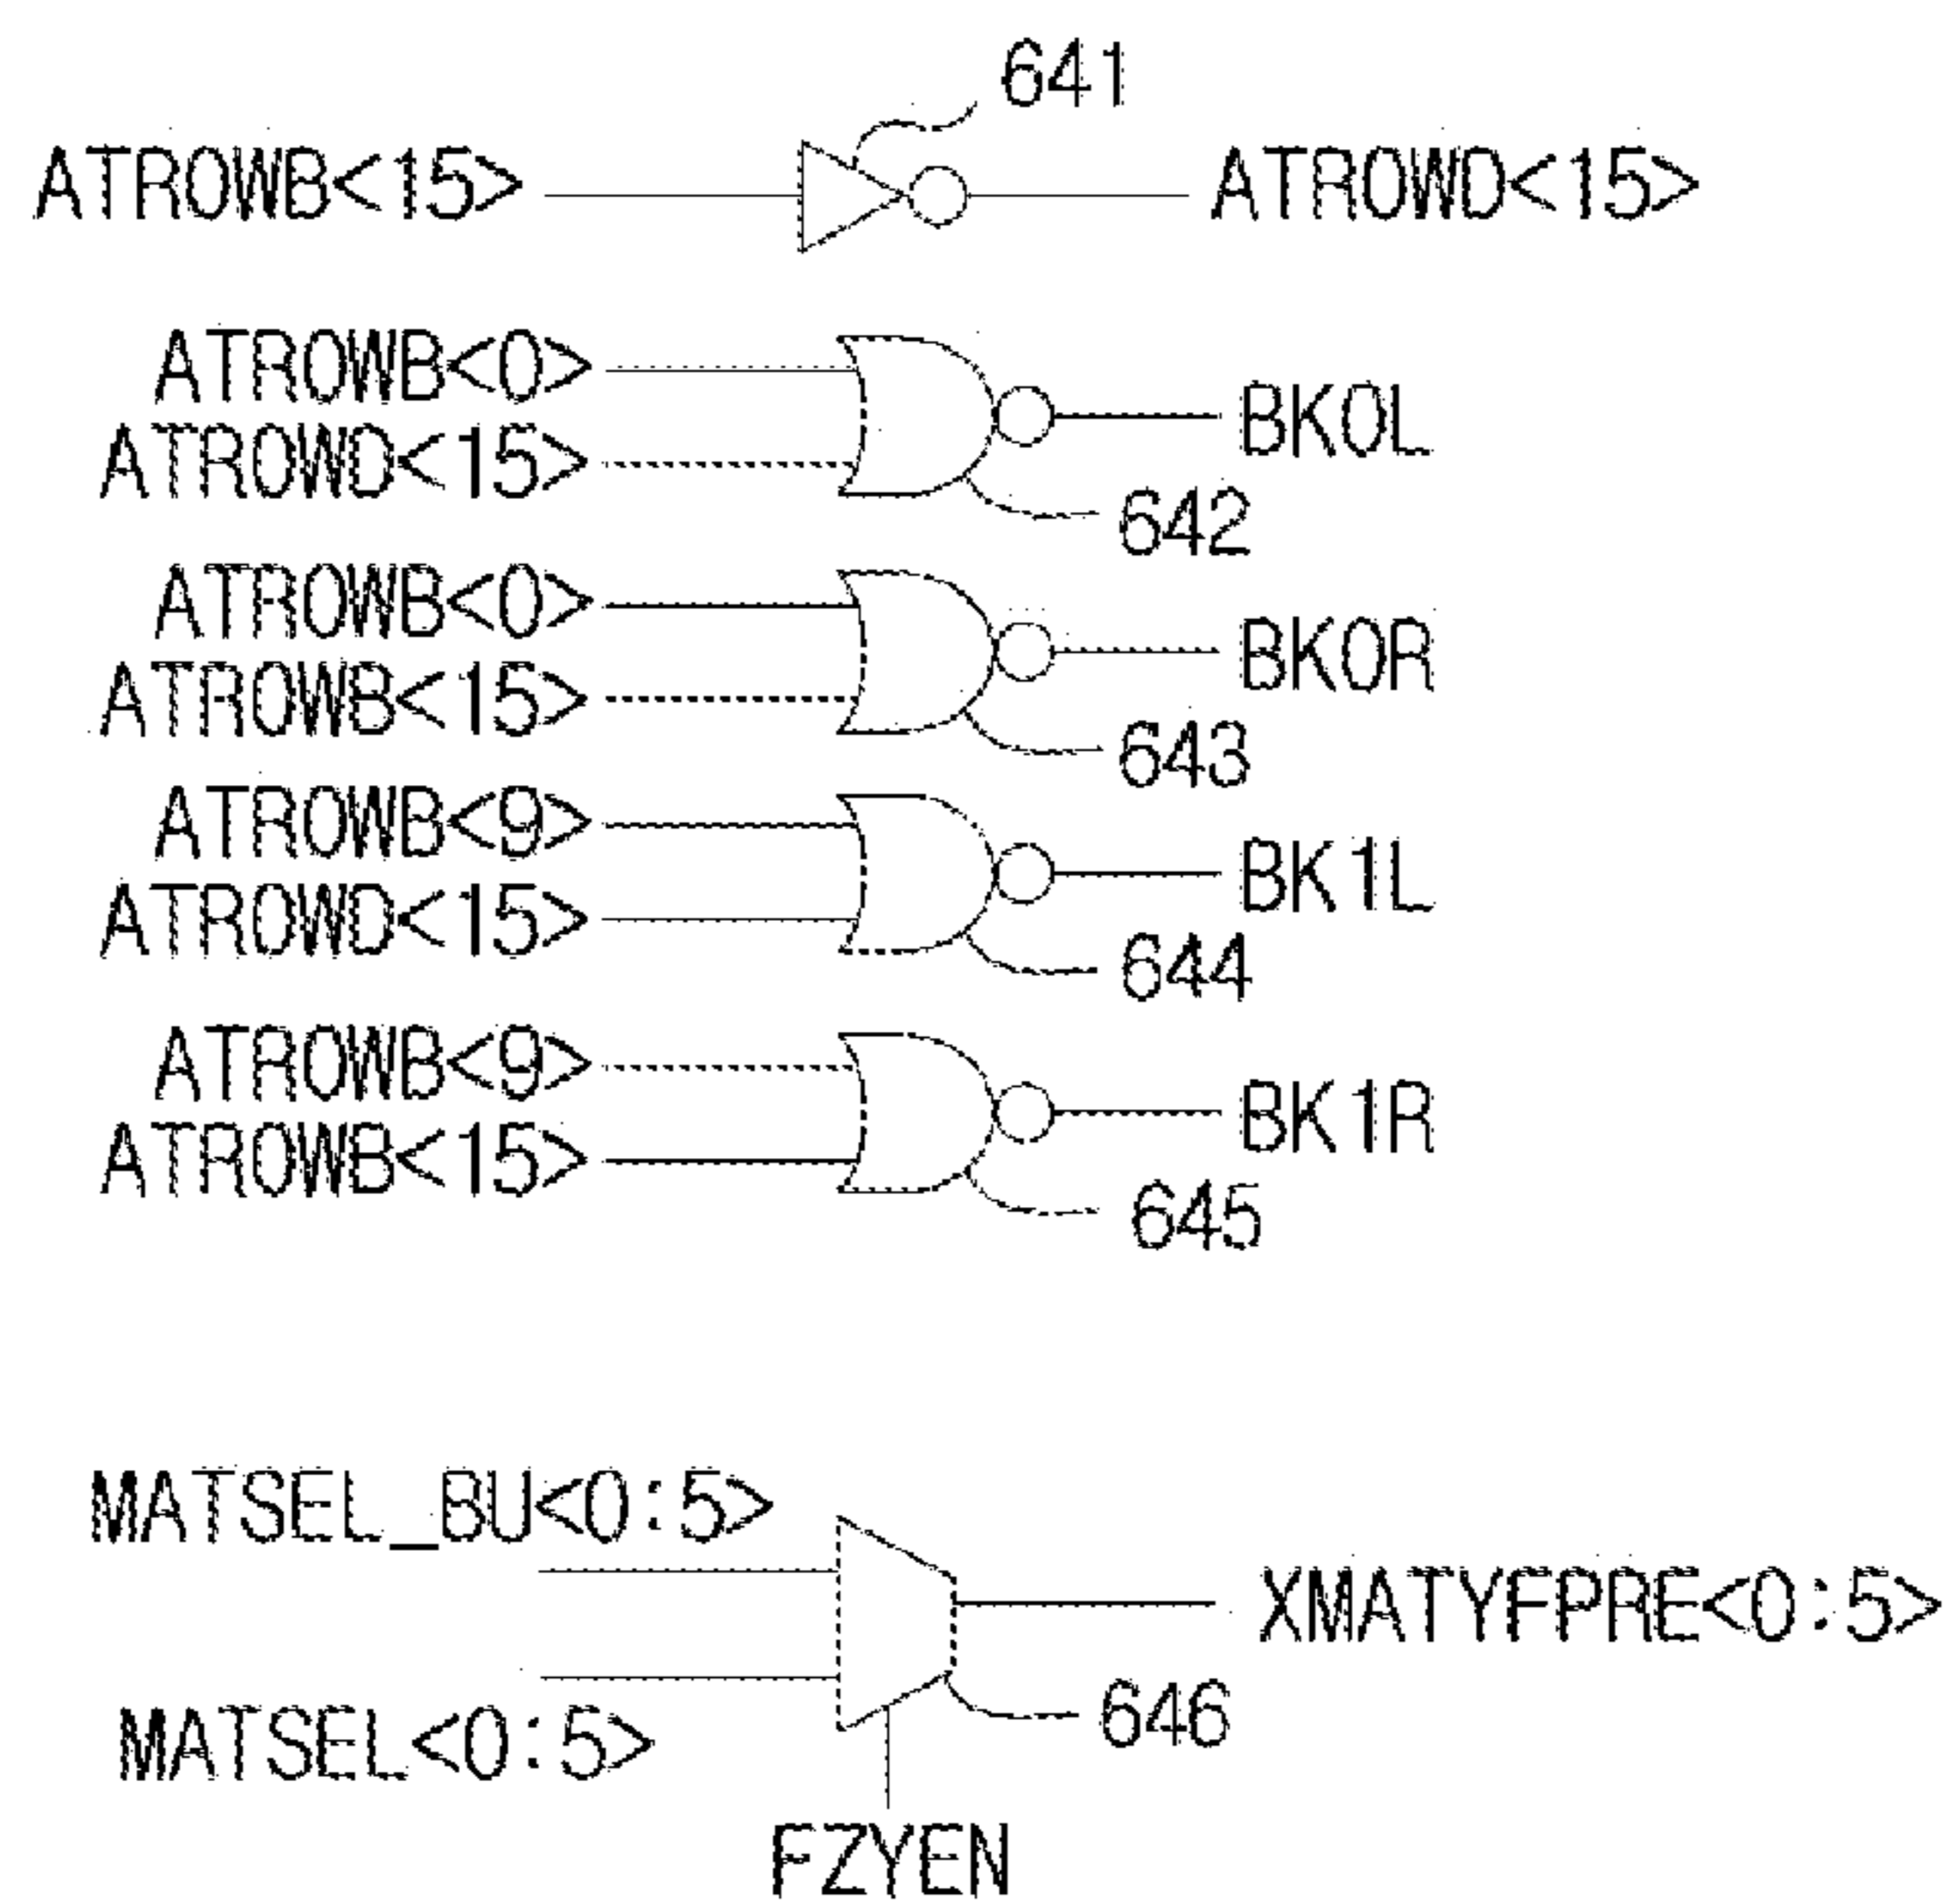 641
ATROWB<15> ATROWD<15>
ATROWB<0>
BK0L
ATROWD<15>
642
ATROWB<0>
BK0R
ATROWB<15>
643
ATROWB<9>
BK1L
ATROWD<15>
644
ATROWB<9>
BK1R
ATROWB<15>
645
MATSEL_BU<0:5>
XMATYFPRE<0:5>
646
MATSEL<0:5>
FZYEN